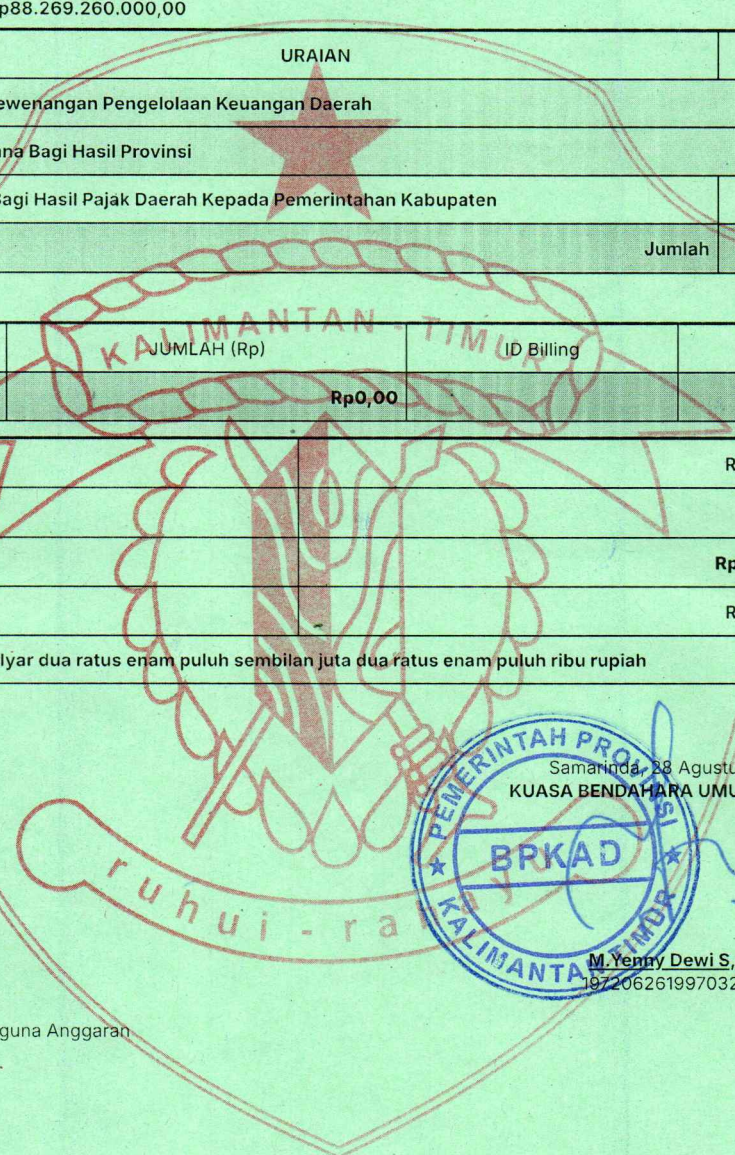 p88.269.260.000,00
URAIAN
ewenangan Pengelolaan Keuangan Daerah
ana Bagi Hasil Provinsi
Bagi Hasil Pajak Daerah Kepada Pemerintahan Kabupaten
Jumlah
KALIMANTAN - TIMUR
JUMLAH (Rp) ID Billing
Rp0,00
R
Rp
R
lyar dua ratus enam puluh sembilan juta dua ratus enam puluh ribu rupiah
Samarinda, 28 Agustu
KUASA BENDAHARA UMU
PEMERINTAH PROVINSI
BPKAD
KALIMANTAN TIMUR
ruhui - rahayu
M.Yenny Dewi S,
197206261997032
guna Anggaran